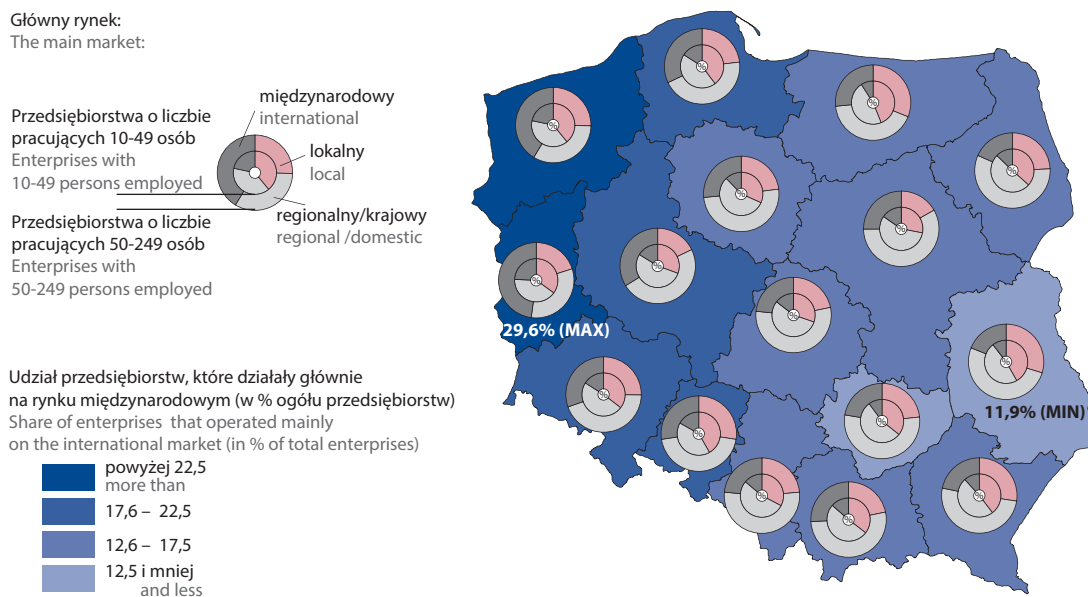 Główny rynek:
The main market:
międzynarodowy
international
Przedsiębiorstwa o liczbie
pracujących 10-49 osób
Enterprises with
10-49 persons employed
lokalny
local
Przedsiębiorstwa o liczbie
pracujących 50-249 osób
Enterprises with
50-249 persons employed
regionalny/krajowy
regional /domestic
Udział przedsiębiorstw, które działały głównie
na rynku międzynarodowym (w % ogółu przedsiębiorstw)
Share of enterprises that operated mainly
on the international market (in % of total enterprises)
powyżej 22,5
more than
17,6 – 22,5
12,6 – 17,5
12,5 i mniej
and less
%
%
%
%
%
%
%
%
%
29,6% (MAX)
%
11,9% (MIN)
%
%
%
%
%
%